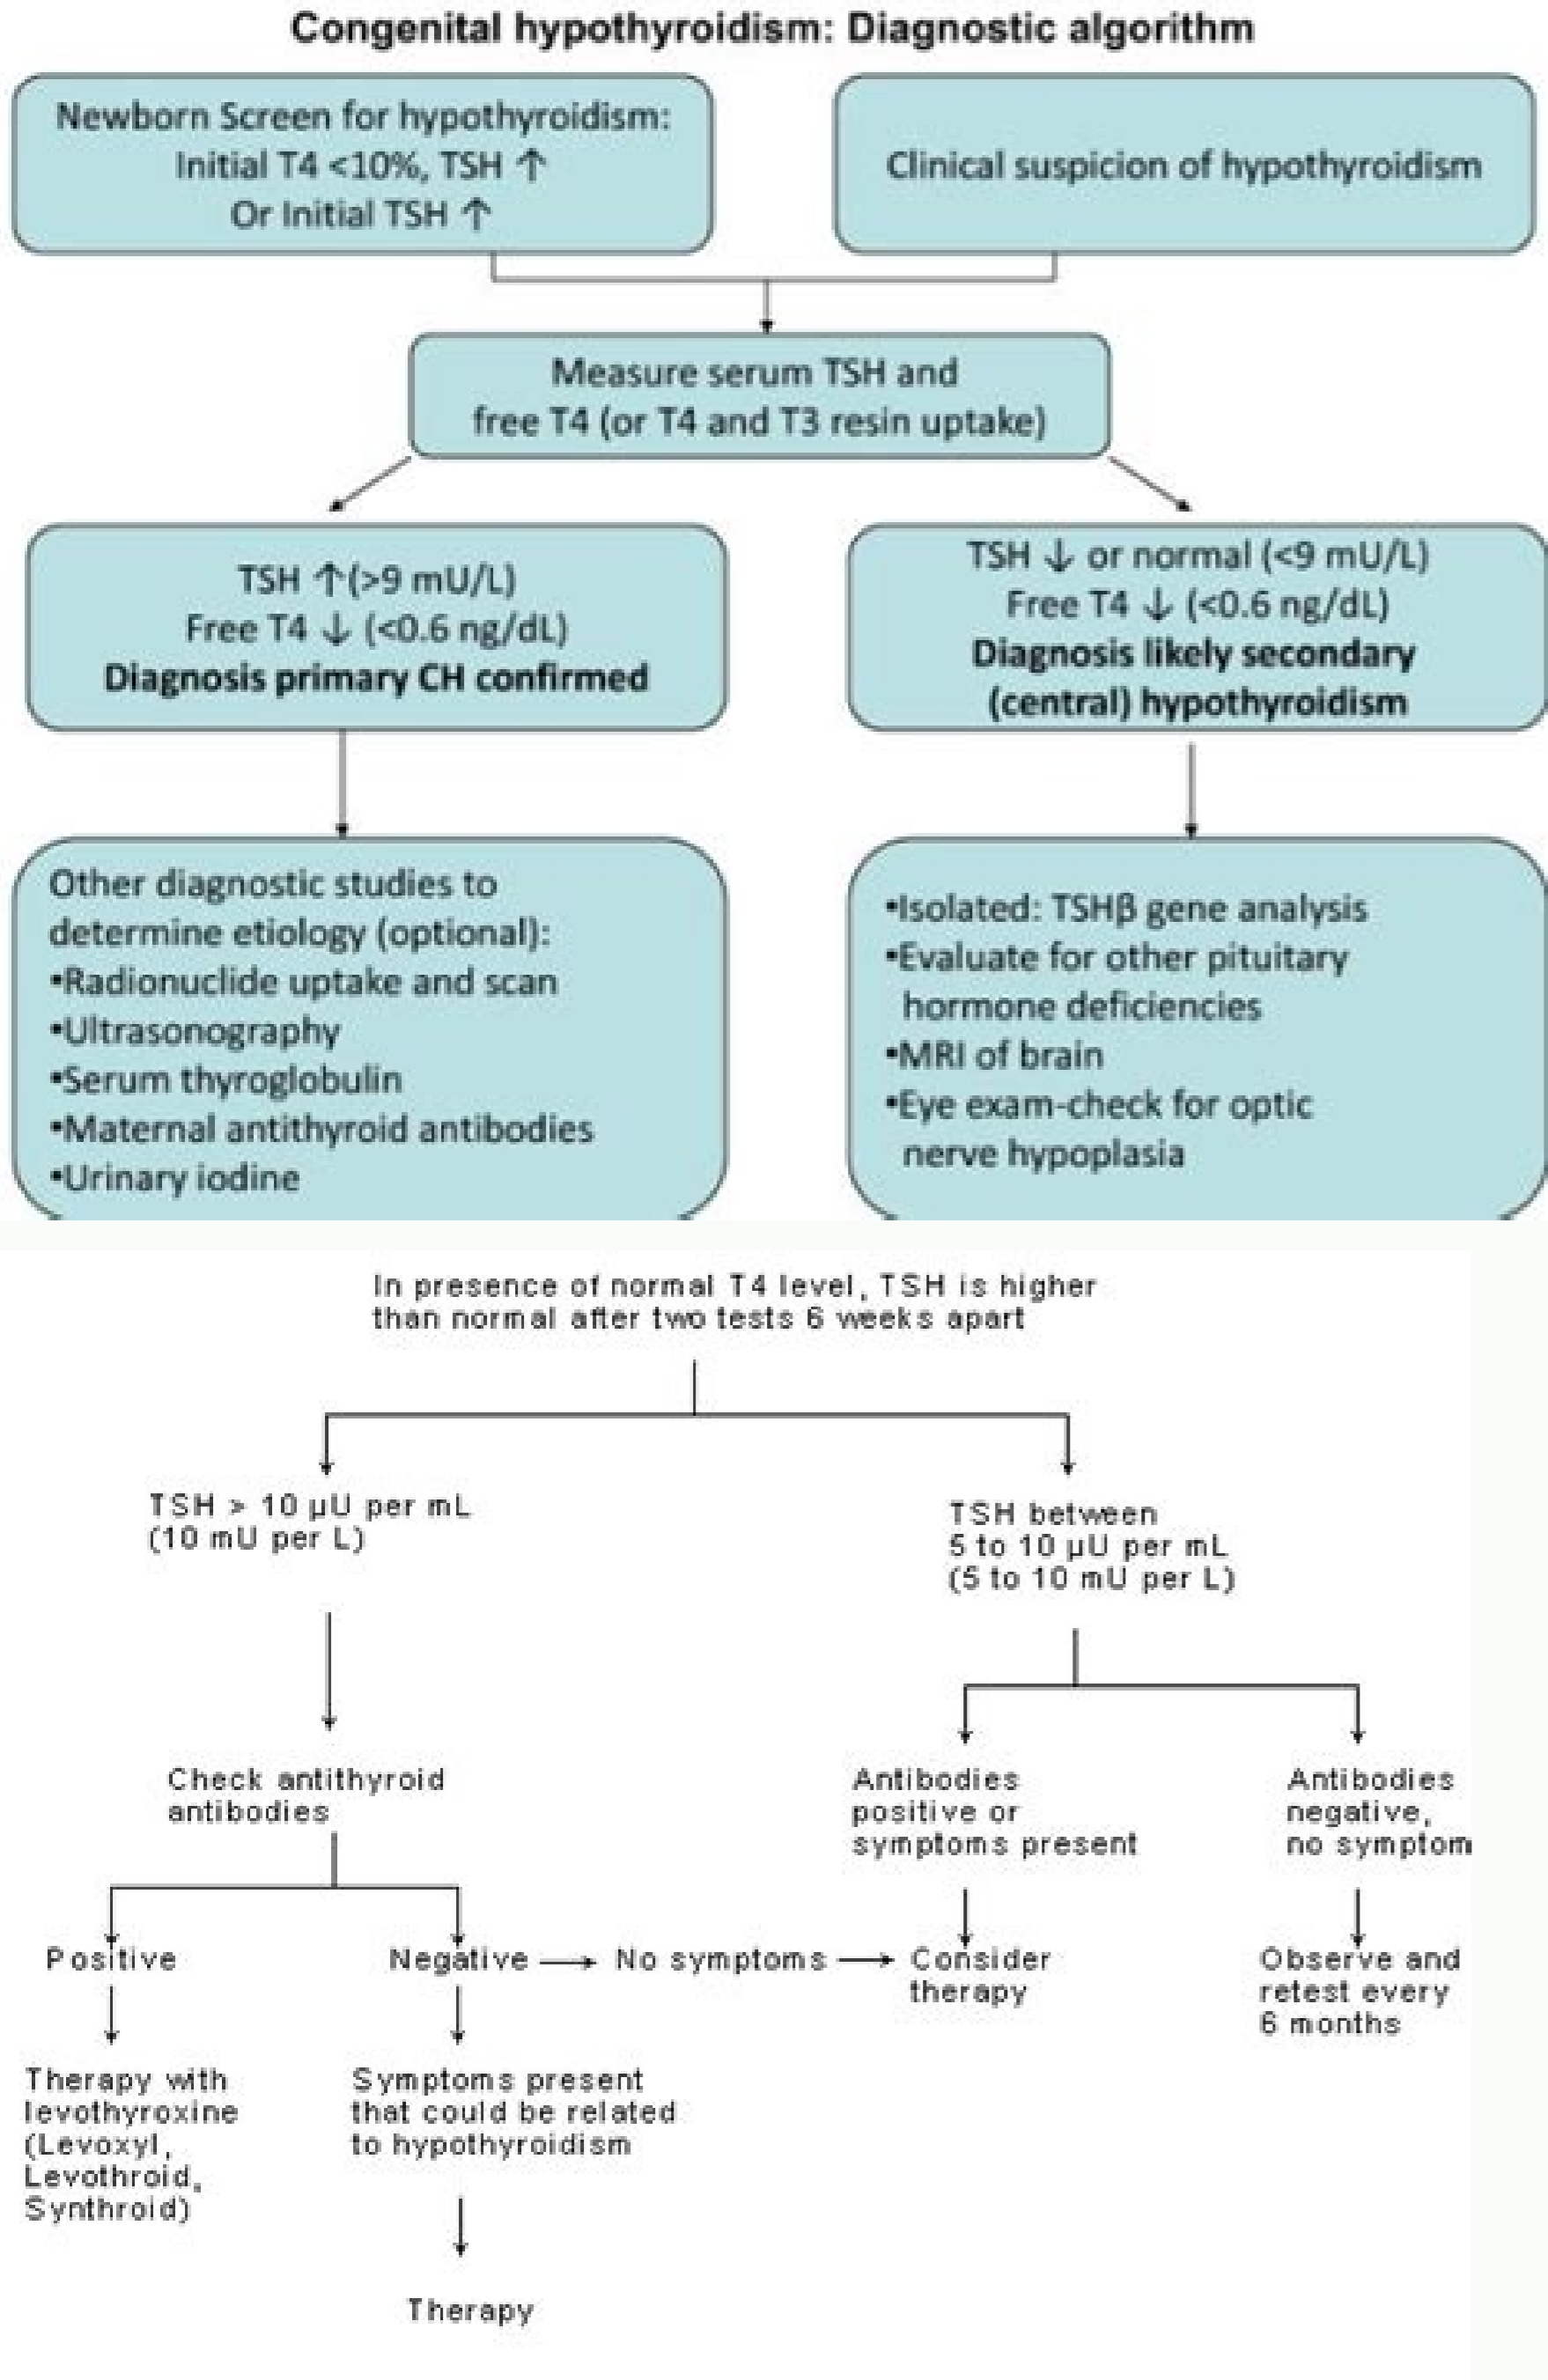 Congenital hypothyroidism: Diagnostic algorithm
Newborn Screen for hypothyroidism:
Initial T4 <10%, TSH ↑
Or Initial TSH ↑
Clinical suspicion of hypothyroidism
Measure serum TSH and
free T4 (or T4 and T3 resin uptake)
TSH ↑(>9 mU/L)
Free T4 ↓ (<0.6 ng/dL)
Diagnosis primary CH confirmed
TSH ↓ or normal (<9 mU/L)
Free T4 ↓ (<0.6 ng/dL)
Diagnosis likely secondary
(central) hypothyroidism
Other diagnostic studies to
determine etiology (optional):
•Radionuclide uptake and scan
•Ultrasonography
•Serum thyroglobulin
•Maternal antithyroid antibodies
•Urinary iodine
•Isolated: TSHβ gene analysis
•Evaluate for other pituitary
hormone deficiencies
•MRI of brain
•Eye exam-check for optic
nerve hypoplasia
In presence of normal T4 level, TSH is higher
than normal after two tests 6 weeks apart
TSH > 10 µU per mL
(10 mU per L)
TSH between
5 to 10 µU per mL
(5 to 10 mU per L)
Check antithyroid
antibodies
Antibodies
positive or
symptoms present
Antibodies
negative,
no symptom
Positive
Negative
No symptoms
Consider
therapy
Observe and
retest every
6 months
Therapy with
levothyroxine
(Levoxyl,
Levothroid,
Synthroid)
Symptoms present
that could be related
to hypothyroidism
Therapy